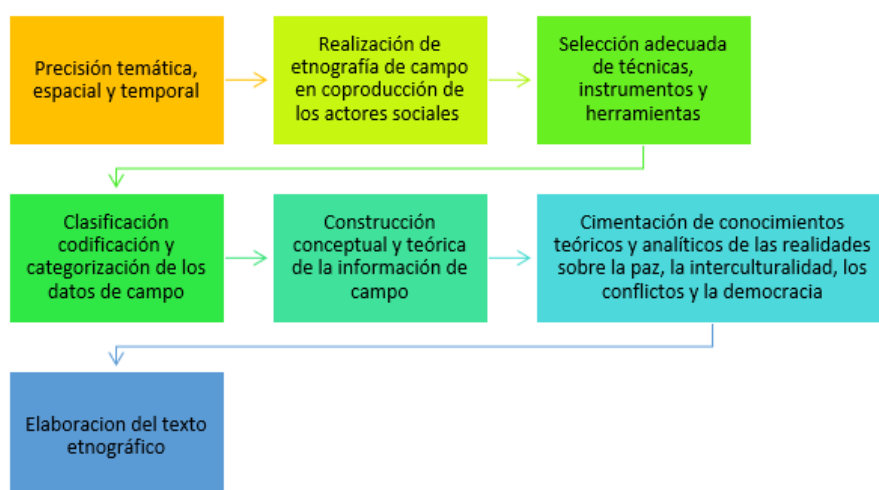 Precisión temática,
espacial y temporal
Realización de
etnografía de campo
en coproducción de
los actores sociales
Selección adecuada
de técnicas,
instrumentos y
herramientas
Clasificación
codificación y
categorización de los
datos de campo
Construcción
conceptual y teórica
de la información de
campo
Cimentación de conocimientos
teóricos y analíticos de las realidades
sobre la paz, la interculturalidad, los
conflictos y la democracia
Elaboracion del texto
etnográfico